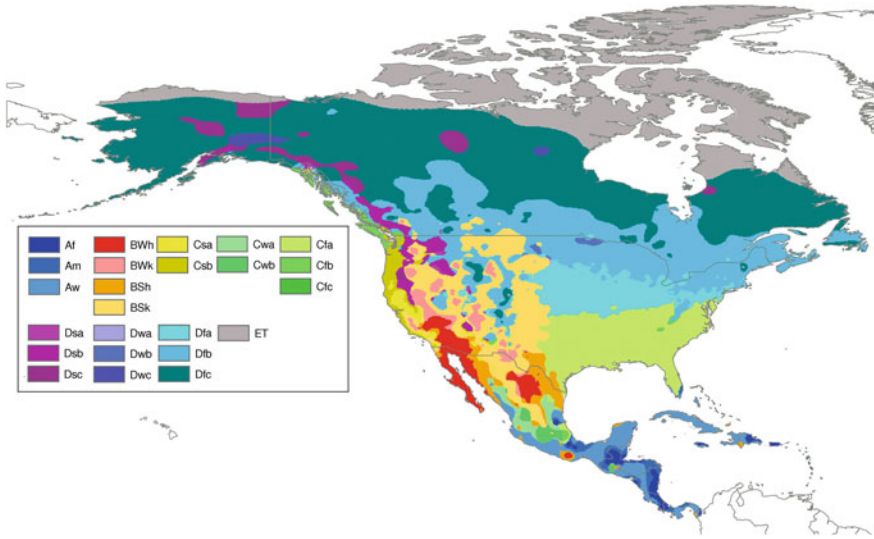 Af BWh Csa Cwa Cfa
Am BWk Csb Cwb Cfb
Aw BSh Cfc
BSk
Dsa Dwa Dfa ET
Dsb Dwb Dfb
Dsc Dwc Dfc